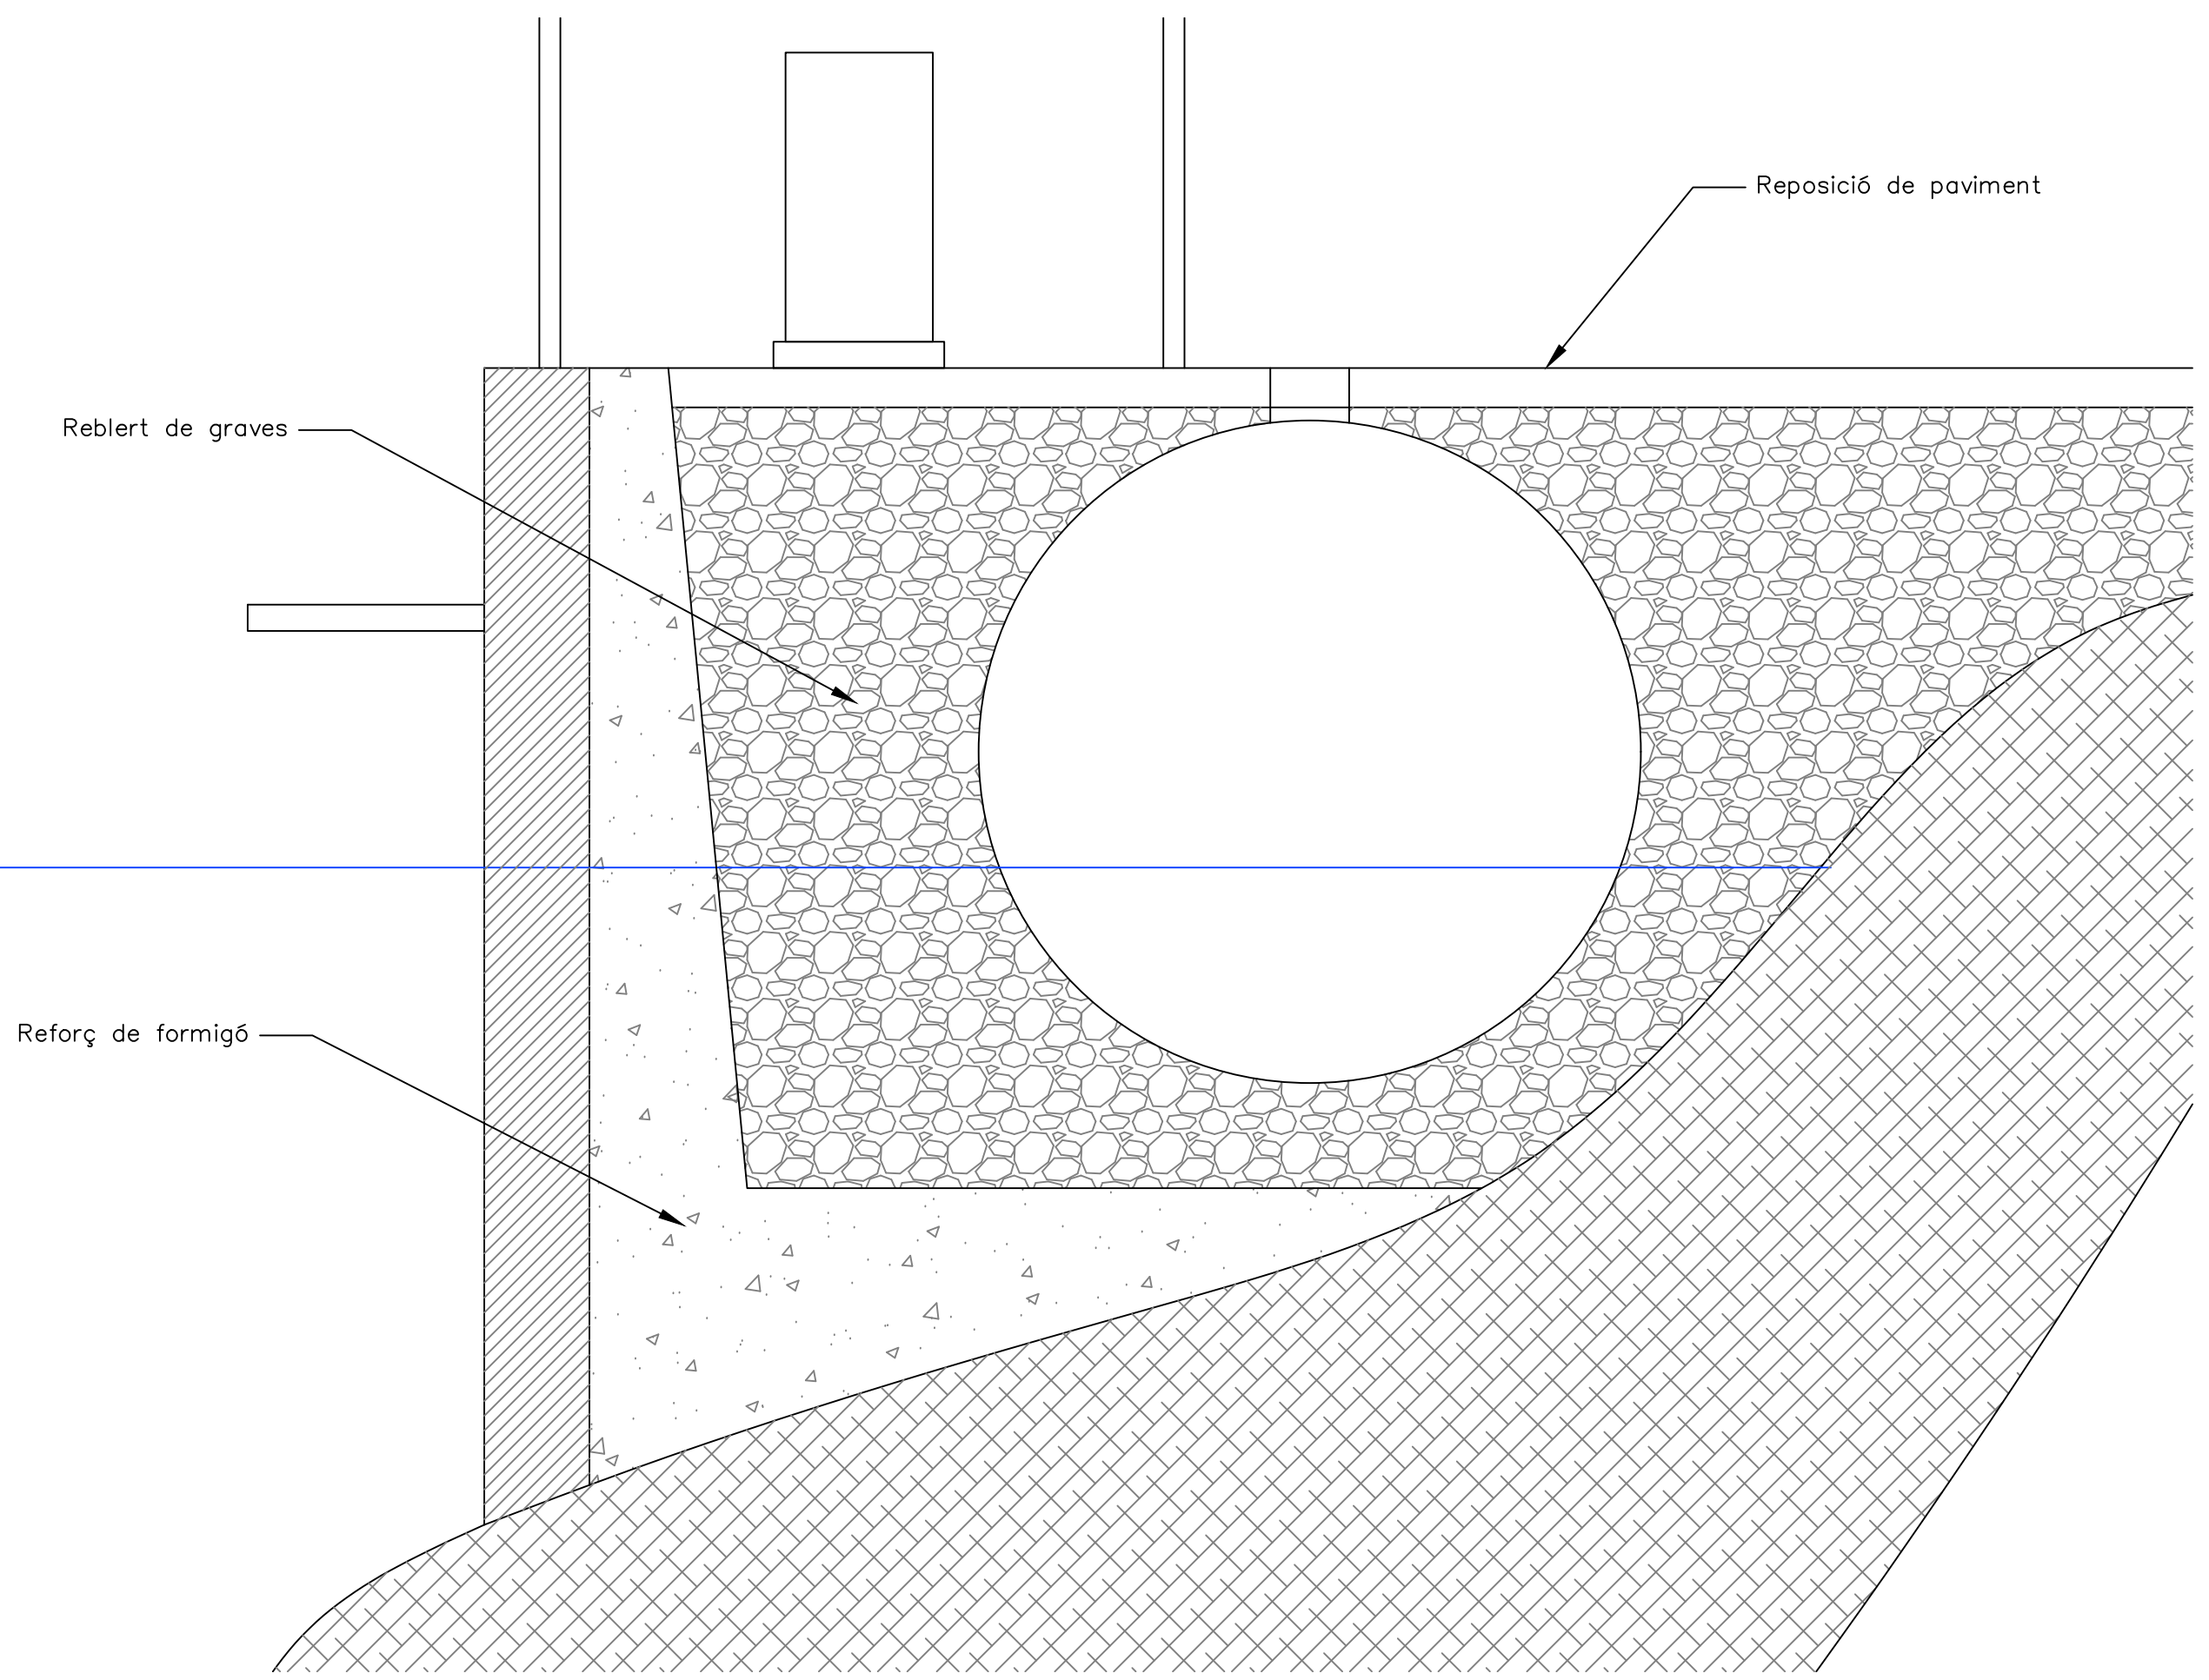 Reposició de paviment
Reblert de graves
Reforç de formigó